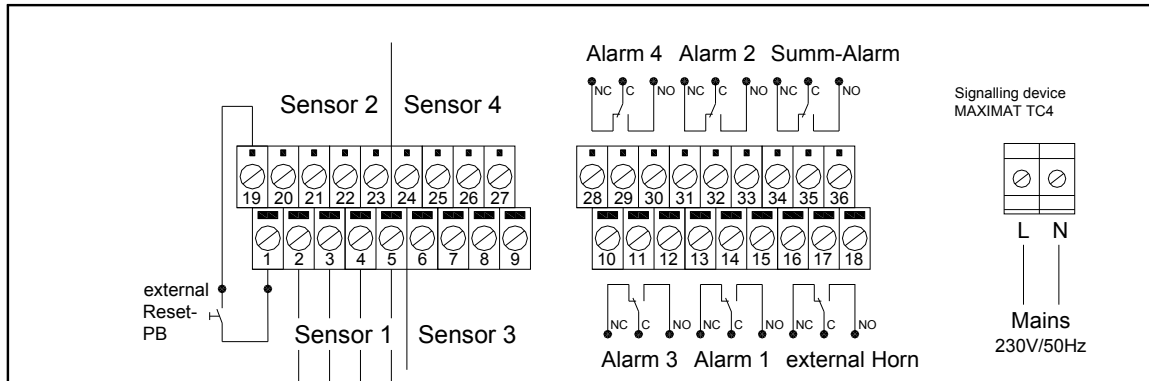 Alarm 4 Alarm 2 Summ-Alarm
NC C NO NC C NO NC C NO
Signalling device
MAXIMAT TC4
Sensor 2 Sensor 4
19 20 21 22 23 24 25 26 27
28 29 30 31 32 33 34 35 36
1 2 3 4 5 6 7 8 9
10 11 12 13 14 15 16 17 18
L N
external
Reset-
PB
Sensor 1 Sensor 3
NC C NO NC C NO NC C NO
Alarm 3 Alarm 1 external Horn
Mains
230V/50Hz